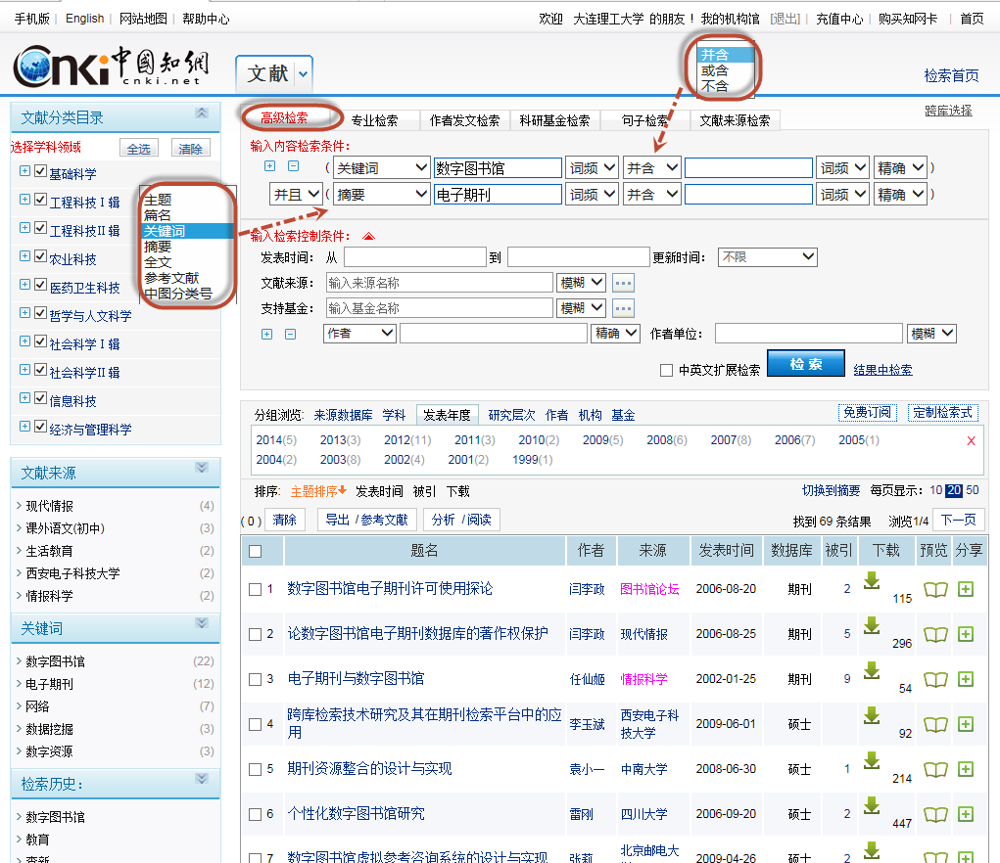 手机版 English 网站地图 帮助中心 欢迎 大连理工大学 的朋友! 我的机构馆 [退出] 充值中心 购买知网卡 首页
cnki 中國知網
cnki.net
文献
并含
或含
不含
检索首页
跨库选择
高级检索 专业检索 作者发文检索 科研基金检索 句子检索 文献来源检索
文献分类目录
选择学科领域 全选 清除
基础科学
工程科技Ⅰ辑
工程科技II辑
农业科技
医药卫生科技
哲学与人文科学
社会科学Ⅰ辑
社会科学II辑
信息科技
经济与管理科学
主题
篇名
关键词
摘要
全文
参考文献
中图分类号
输入内容检索条件:
( 关键词 数字图书馆 词频 并含 词频 精确 )
并且 ( 摘要 电子期刊 词频 并含 词频 精确 )
输入检索控制条件:
发表时间: 从 到 更新时间: 不限
文献来源: 输入来源名称 模糊 ...
支持基金: 输入基金名称 模糊 ...
作者 精确 作者单位: 模糊
中英文扩展检索 检 索 结果中检索
分组浏览: 来源数据库 学科 发表年度 研究层次 作者 机构 基金 免费订阅 定制检索式
2014(5) 2013(3) 2012(11) 2011(3) 2010(2) 2009(5) 2008(6) 2007(8) 2006(7) 2005(1) X
2004(2) 2003(8) 2002(4) 2001(2) 1999(1)
排序: 主题排序 发表时间 被引 下载 切换到摘要 每页显示: 10 20 50
(0) 清除 导出 /参考文献 分析 /阅读 找到 69 条结果 浏览1/4 下一页
题名 作者 来源 发表时间 数据库 被引 下载 预览 分享
1 数字图书馆电子期刊许可使用探论 闫李政 图书馆论坛 2006-08-20 期刊 2 115
2 论数字图书馆电子期刊数据库的著作权保护 闫李政 现代情报 2006-08-25 期刊 5 296
3 电子期刊与数字图书馆 任仙姬 情报科学 2002-01-25 期刊 9 54
4 跨库检索技术研究及其在期刊检索平台中的应用 李玉斌 西安电子科技大学 2009-06-01 硕士 92
5 期刊资源整合的设计与实现 袁小一 中南大学 2008-06-30 硕士 1 214
6 个性化数字图书馆研究 雷刚 四川大学 2006-09-20 硕士 2 447
7 数字图书馆虚拟参考咨询系统的设计与实现 张莉 北京邮电大 2009-04-26 硕士 2
文献来源
现代情报 (4)
课外语文(初中) (3)
生活教育 (2)
西安电子科技大学 (2)
情报科学 (2)
关键词
数字图书馆 (22)
电子期刊 (12)
网络 (7)
数据挖掘 (3)
数字资源 (3)
检索历史:
数字图书馆
教育